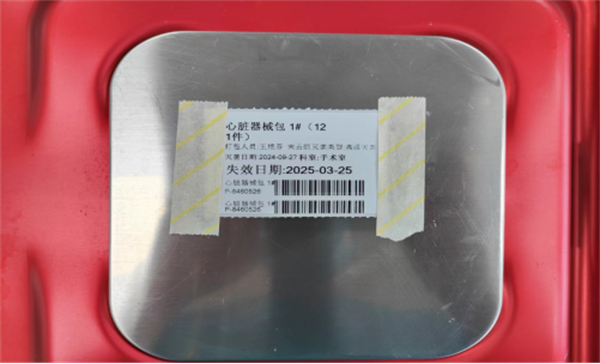 心脏器械包 1#（12
1件）
打包人员:王
灭菌日期:2024-09-27 科室:手术室
失效日期:2025-03-25
心脏器械包 1#
P-8460526
心脏器械包 1#
P-8460526